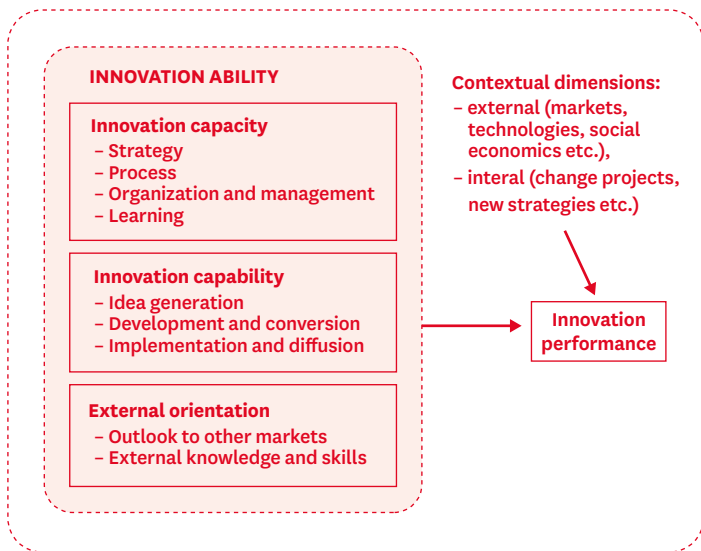 INNOVATION ABILITY
Innovation capacity
– Strategy
– Process
– Organization and management
– Learning
Innovation capability
– Idea generation
– Development and conversion
– Implementation and diffusion
External orientation
– Outlook to other markets
– External knowledge and skills
Contextual dimensions:
– external (markets,
technologies, social
economics etc.),
– interal (change projects,
new strategies etc.)
Innovation
performance